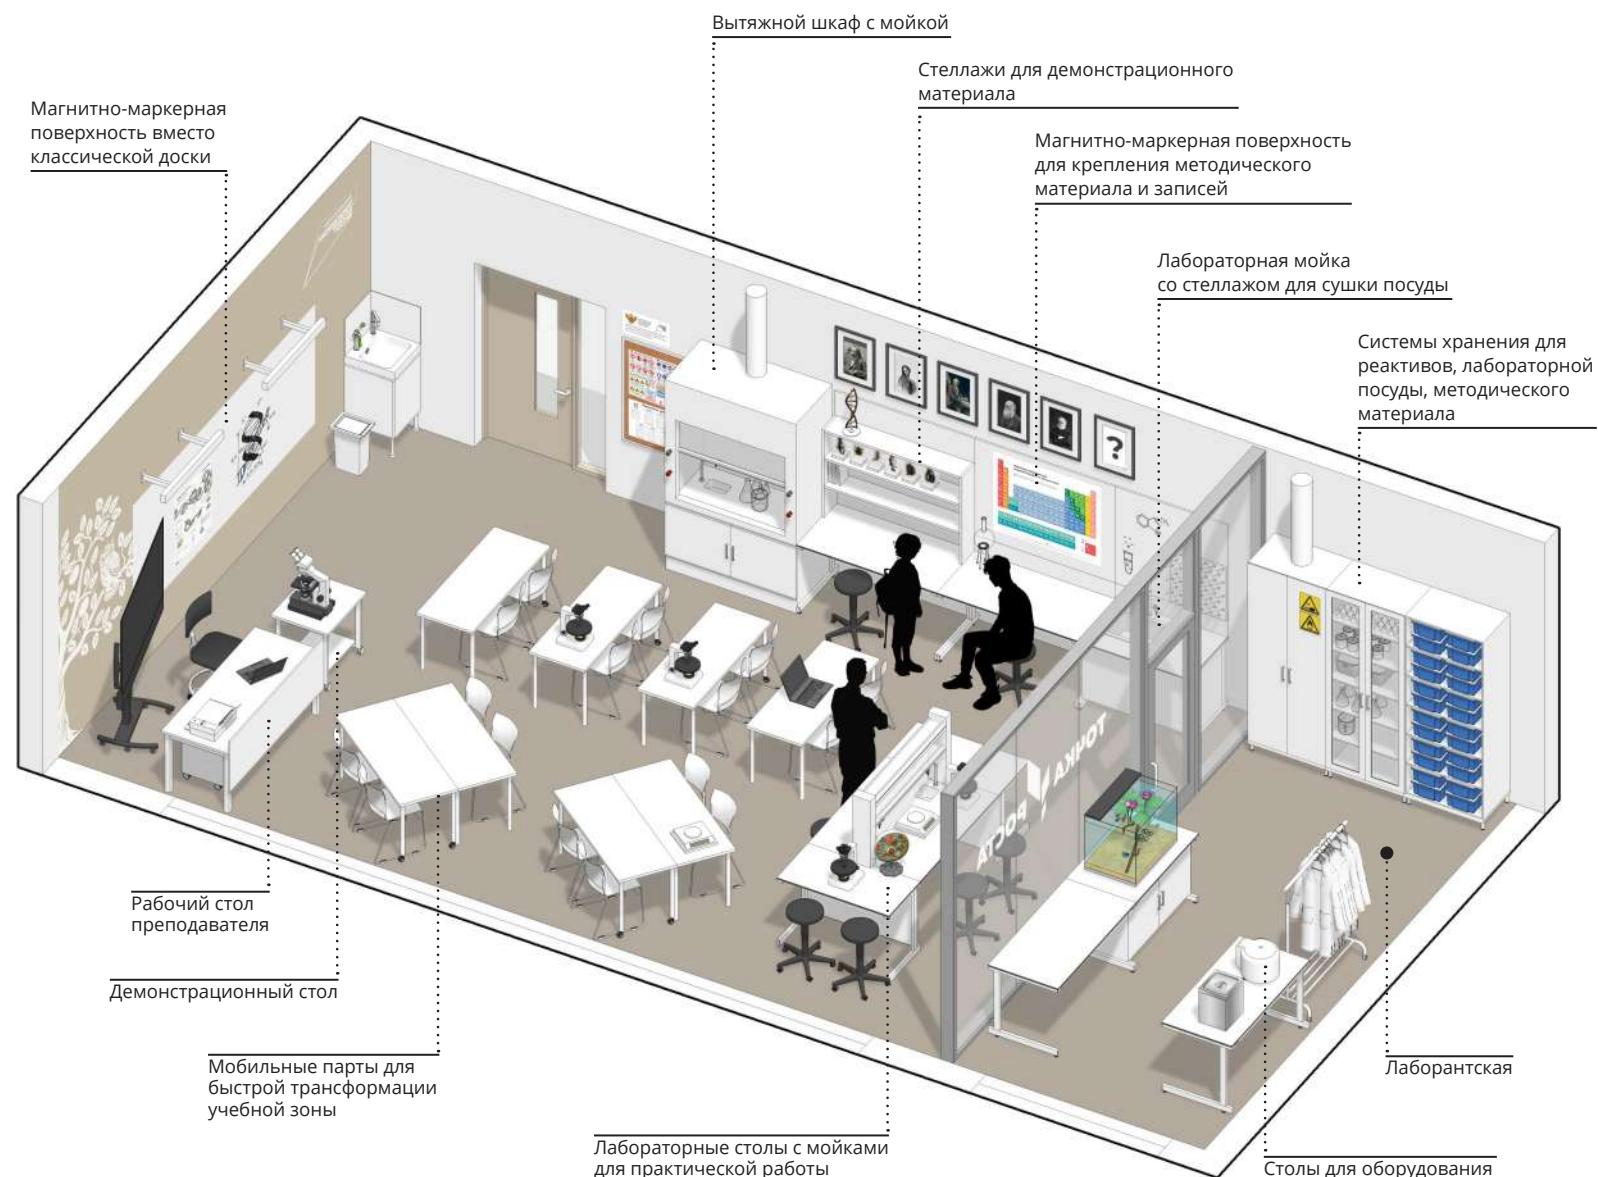 Вытяжной шкаф с мойкой
Стеллажи для демонстрационного
материала
Магнитно-маркерная
поверхность вместо
классической доски
Магнитно-маркерная поверхность
для крепления методического
материала и записей
Лабораторная мойка
со стеллажом для сушки посуды
Системы хранения для
реактивов, лабораторной
посуды, методического
материала
?
ТОЧКА
РОСТА
Рабочий стол
преподавателя
Демонстрационный стол
Мобильные парты для
быстрой трансформации
учебной зоны
Лабораторные столы с мойками
для практической работы
Лаборантская
Столы для оборудования